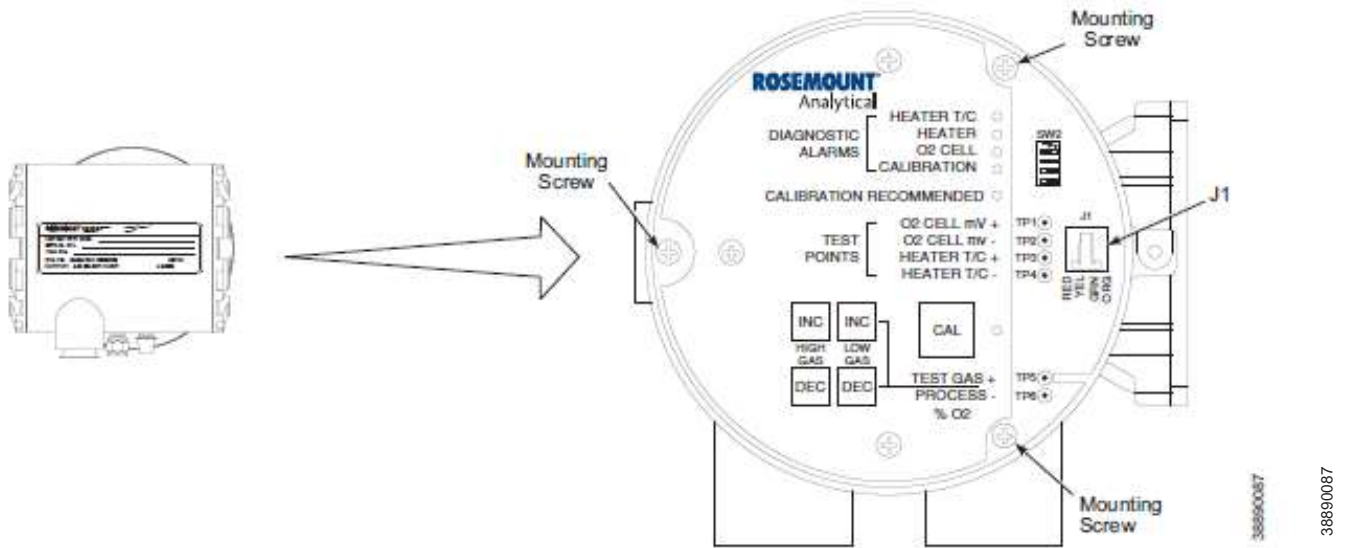 Mounting
Screw
ROSEMOUNT™
Analytical
DIAGNOSTIC
ALARMS
HEATER T/C
HEATER
O2 CELL
CALIBRATION
CALIBRATION RECOMMENDED
SW2
Mounting
Screw
TEST
POINTS
O2 CELL mV + TP1
O2 CELL mv - TP2
HEATER T/C + TP3
HEATER T/C - TP4
J1
RED
YEL
GRN
ORG
J1
INC INC
HIGH GAS LOW GAS
DEC DEC
CAL
TEST GAS + TP5
PROCESS - TP6
% O2
Mounting
Screw
38890087
38890087